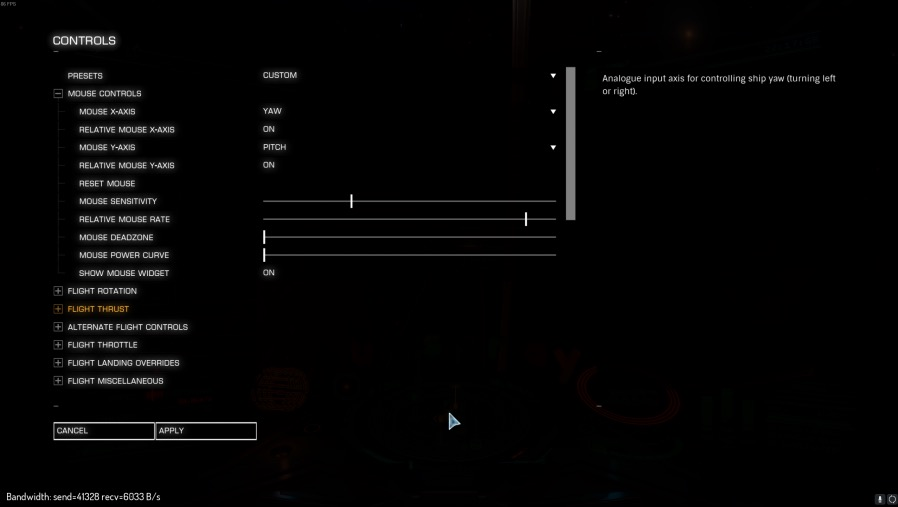 86 FPS
CONTROLS
PRESETS CUSTOM
MOUSE CONTROLS
MOUSE X-AXIS YAW
RELATIVE MOUSE X-AXIS ON
MOUSE Y-AXIS PITCH
RELATIVE MOUSE Y-AXIS ON
RESET MOUSE
MOUSE SENSITIVITY
RELATIVE MOUSE RATE
MOUSE DEADZONE
MOUSE POWER CURVE
SHOW MOUSE WIDGET ON
FLIGHT ROTATION
FLIGHT THRUST
ALTERNATE FLIGHT CONTROLS
FLIGHT THROTTLE
FLIGHT LANDING OVERRIDES
FLIGHT MISCELLANEOUS
CANCEL
APPLY
Analogue input axis for controlling ship yaw (turning left
or right).
Bandwidth: send=41328 recv=6033 B/s